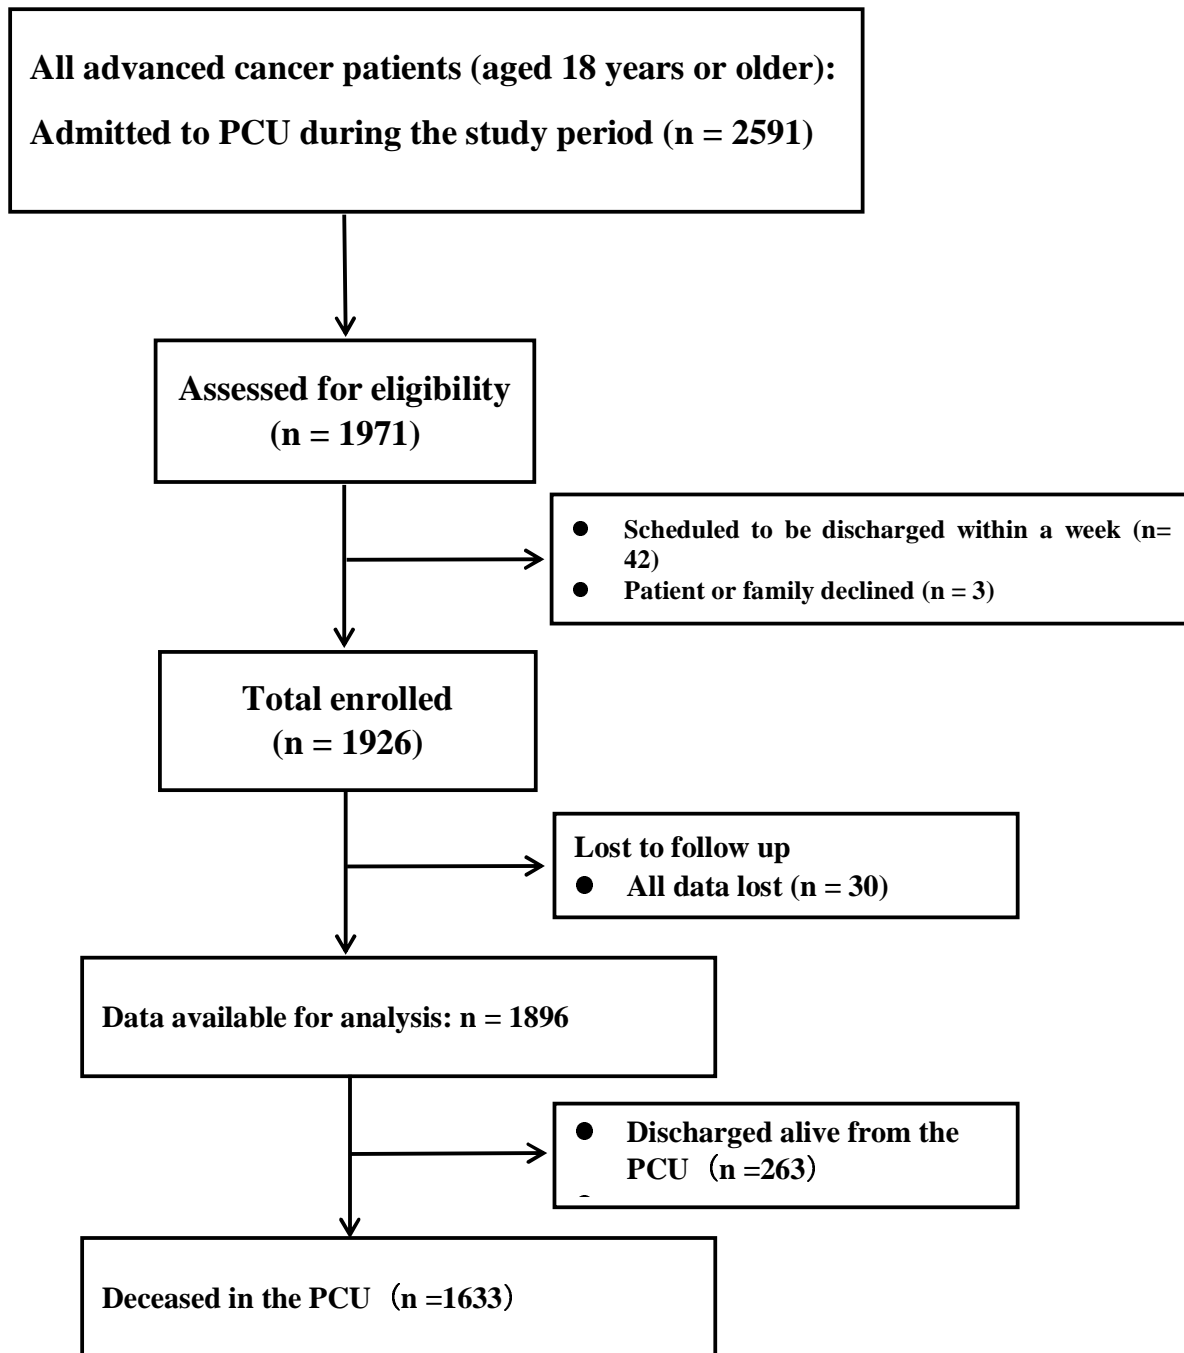 All advanced cancer patients (aged 18 years or older):
Admitted to PCU during the study period (n = 2591)
Assessed for eligibility
(n = 1971)
● Scheduled to be discharged within a week (n=
42)
● Patient or family declined (n = 3)
Total enrolled
(n = 1926)
Lost to follow up
● All data lost (n = 30)
Data available for analysis: n = 1896
● Discharged alive from the
PCU（n =263）
Deceased in the PCU（n =1633）